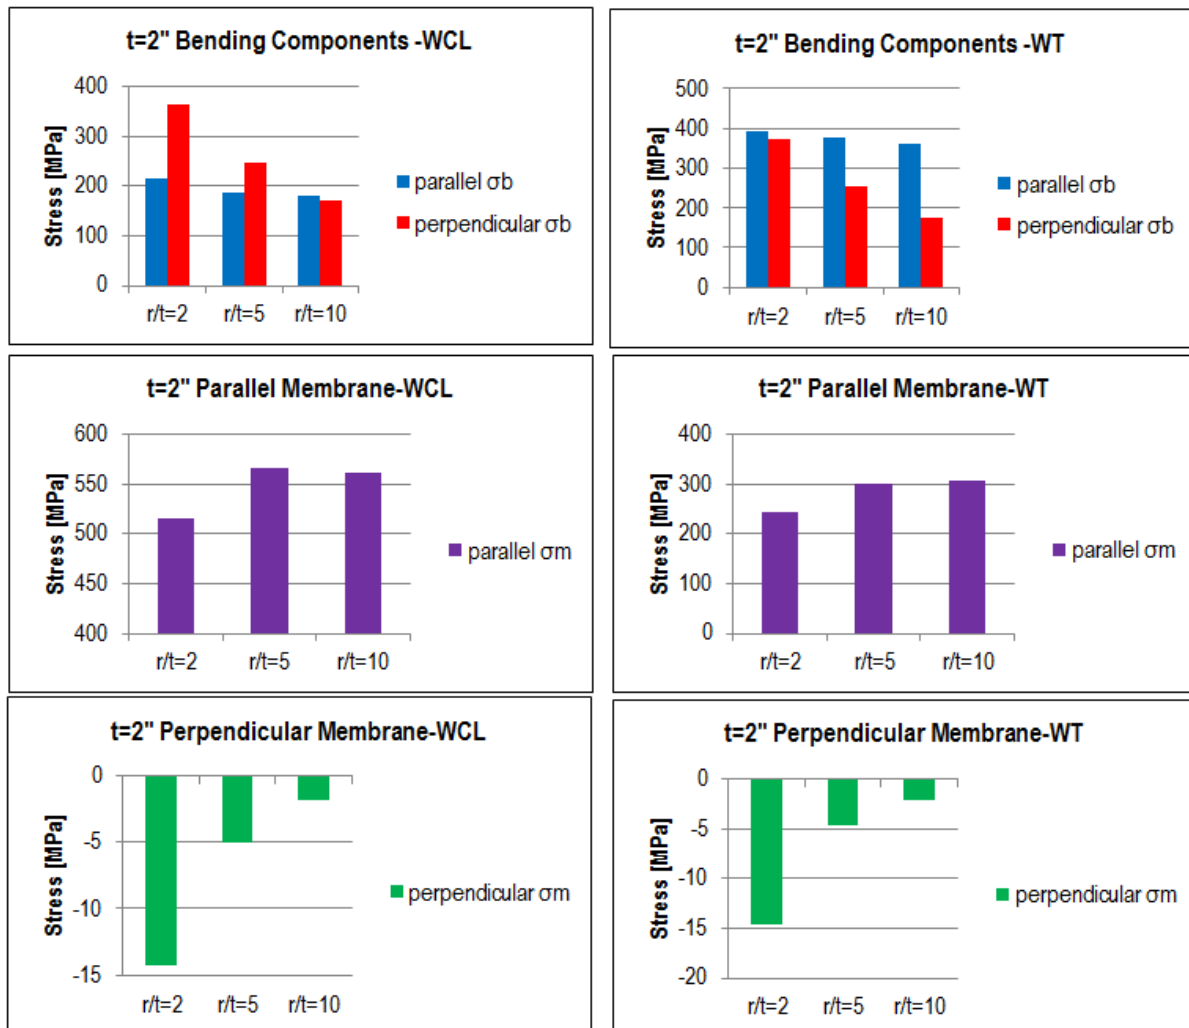 t=2" Bending Components -WCL
Stress [MPa]
400
300
200
100
0
r/t=2 r/t=5 r/t=10
parallel σb
perpendicular σb
t=2" Bending Components -WT
Stress [MPa]
500
400
300
200
100
0
r/t=2 r/t=5 r/t=10
parallel σb
perpendicular σb
t=2" Parallel Membrane-WCL
Stress [MPa]
600
550
500
450
400
r/t=2 r/t=5 r/t=10
parallel σm
t=2" Parallel Membrane-WT
Stress [MPa]
400
300
200
100
0
r/t=2 r/t=5 r/t=10
parallel σm
t=2" Perpendicular Membrane-WCL
Stress [MPa]
0
-5
-10
-15
r/t=2 r/t=5 r/t=10
perpendicular σm
t=2" Perpendicular Membrane-WT
Stress [MPa]
0
-5
-10
-15
-20
r/t=2 r/t=5 r/t=10
perpendicular σm